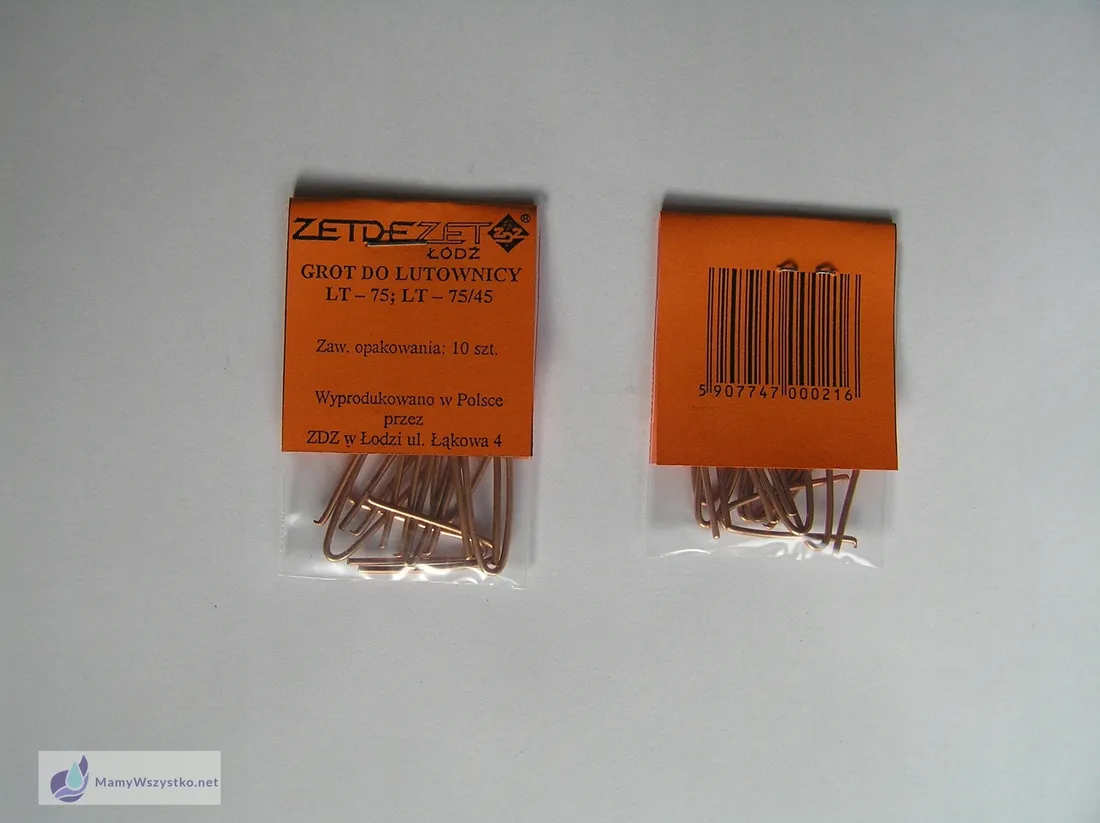 ZETDEZET ZDZ ®
ŁÓDŹ
GROT DO LUTOWNICY
LT – 75; LT – 75/45
Zaw. opakowania: 10 szt.
Wyprodukowano w Polsce
przez
ZDZ w Łodzi ul. Łąkowa 4
5 907747 000216
MamyWszystko.net